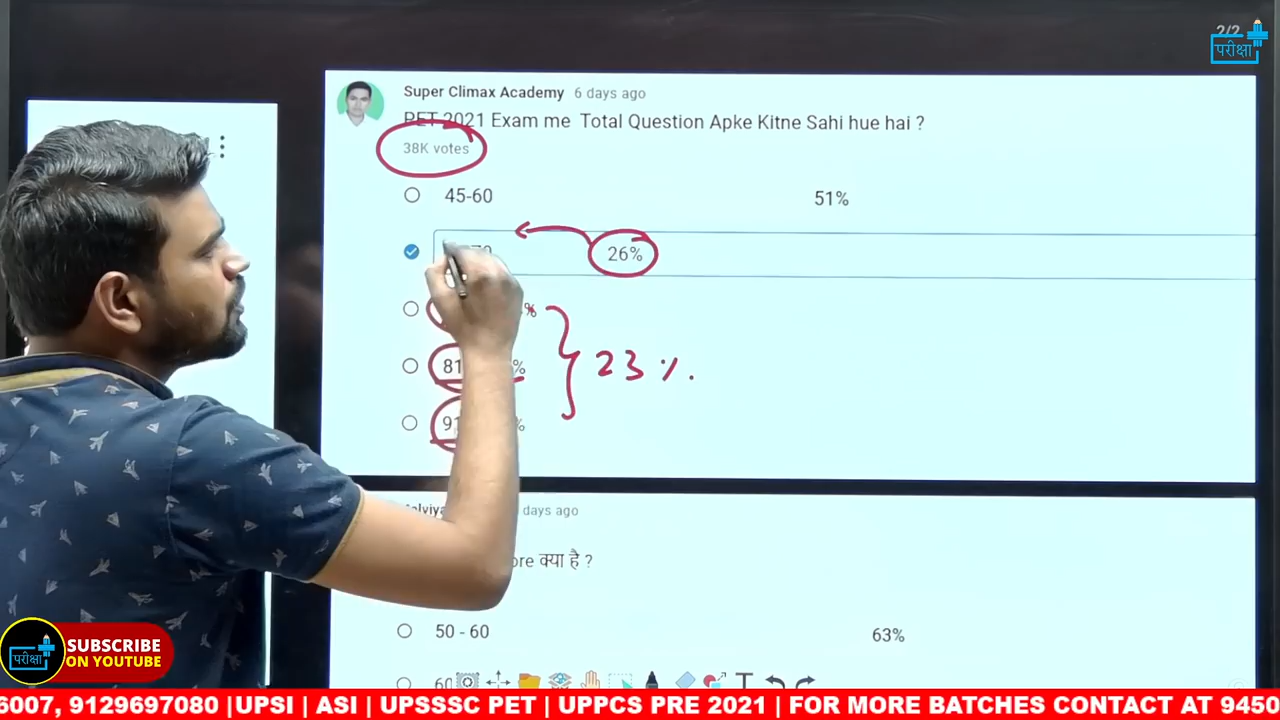 2/2
परीक्षा
Super Climax Academy 6 days ago
PET 2021 Exam me Total Question Apke Kitne Sahi hue hai ?
38K votes
45-60 51%
26%
%
81 %
23 %.
91 %
days ago
ore क्या है ?
50 - 60 63%
60
परीक्षा
SUBSCRIBE
ON YOUTUBE
6007, 9129697080 |UPSI | ASI | UPSSSC PET | UPPCS PRE 2021 | FOR MORE BATCHES CONTACT AT 9450